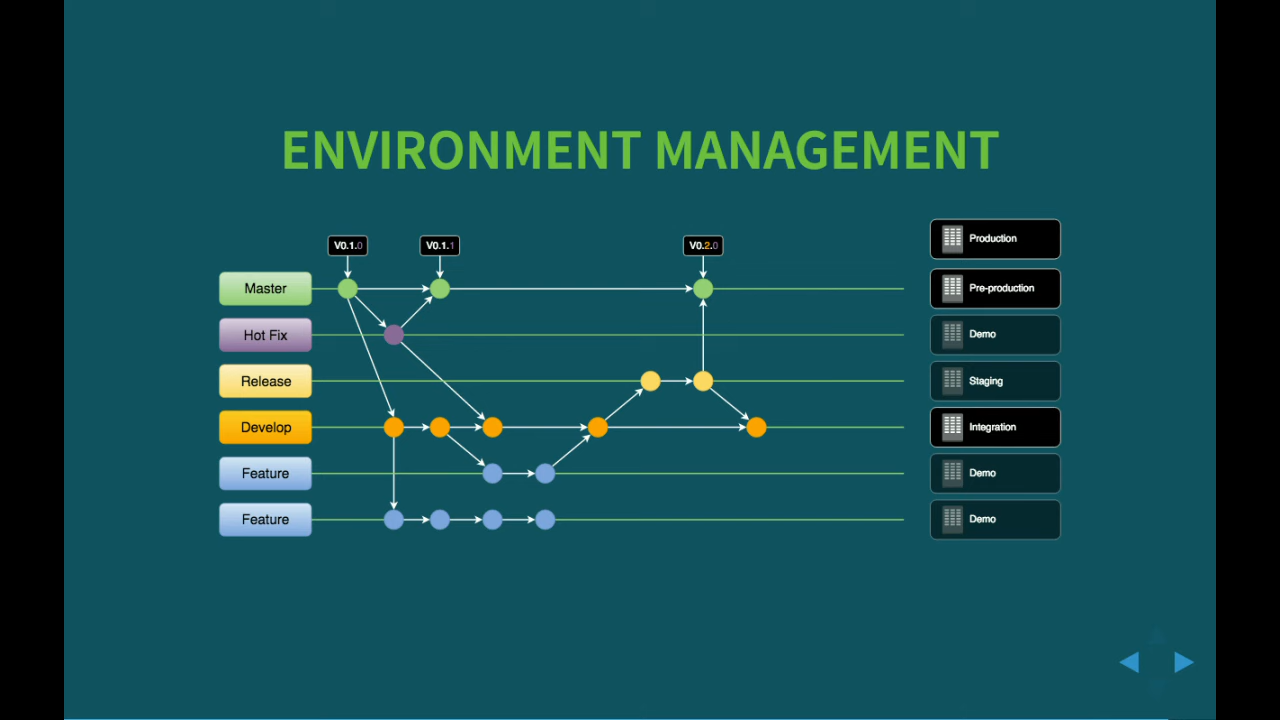 ENVIRONMENT MANAGEMENT
V0.1.0
V0.1.1
V0.2.0
Production
Master
Pre-production
Hot Fix
Demo
Release
Staging
Develop
Integration
Feature
Demo
Feature
Demo